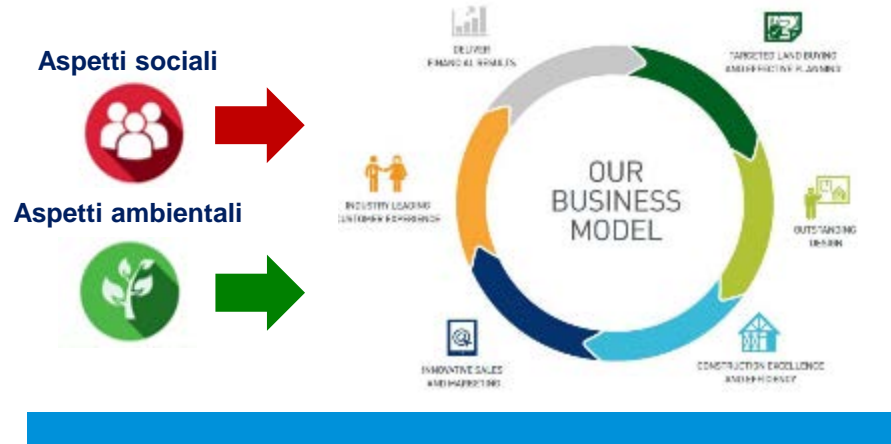 Aspetti sociali
Aspetti ambientali
OUR
BUSINESS
MODEL
DELIVER
FINANCIAL RESULTS
TARGETED LAND BUYING
AND EFFECTIVE PLANNING
OUTSTANDING
DESIGN
CONSTRUCTION EXCELLENCE
AND EFFICIENCY
INNOVATIVE SALES
AND MARKETING
INDUSTRY LEADING
CUSTOMER EXPERIENCE